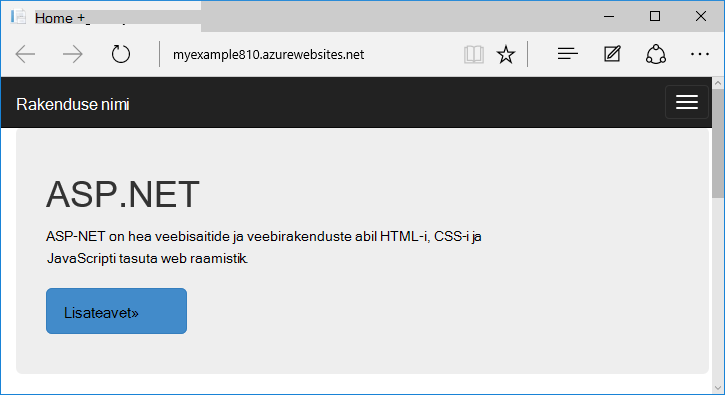 Home +
myexample810.azurewebsites.net
Rakenduse nimi
ASP.NET
ASP-NET on hea veebisaitide ja veebirakenduste abil HTML-i, CSS-i ja
JavaScripti tasuta web raamistik.
Lisateavet»